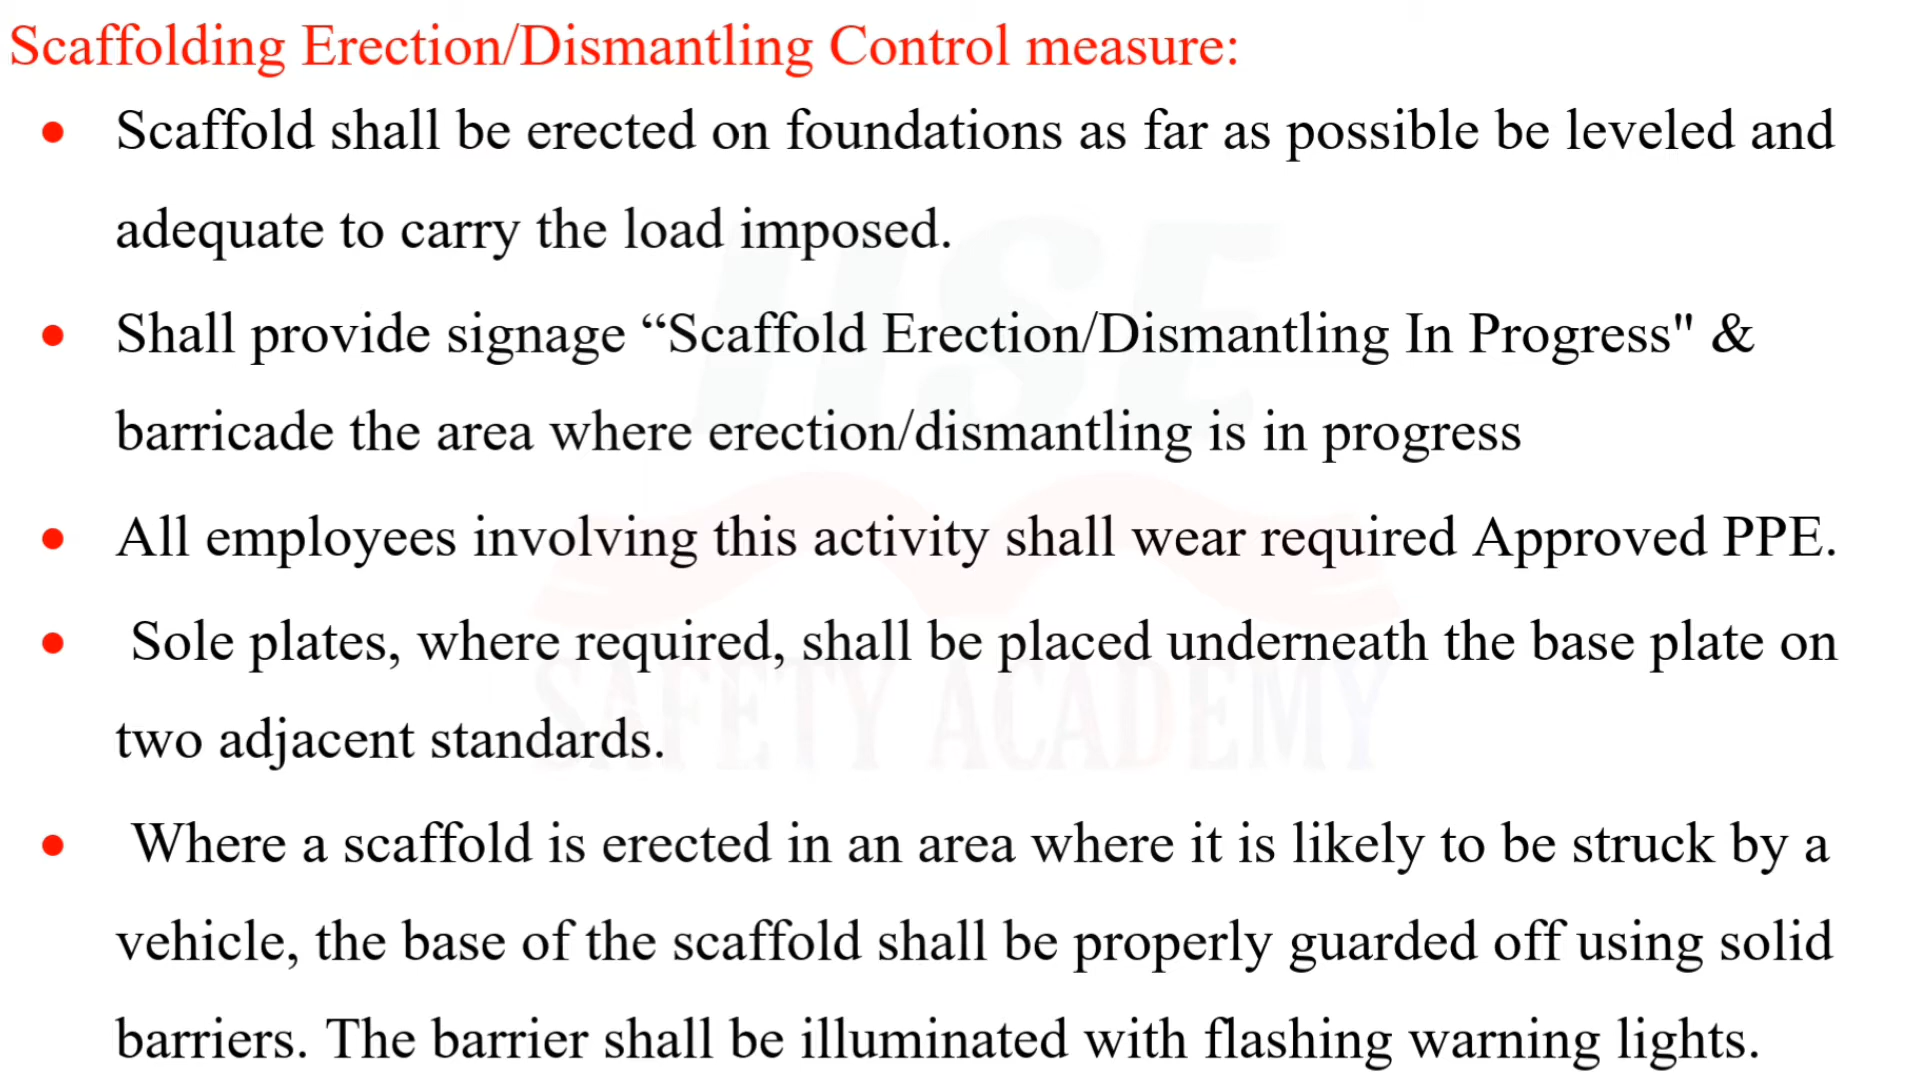 Scaffolding Erection/Dismantling Control measure:
• Scaffold shall be erected on foundations as far as possible be leveled and
adequate to carry the load imposed.
• Shall provide signage “Scaffold Erection/Dismantling In Progress" &
barricade the area where erection/dismantling is in progress
• All employees involving this activity shall wear required Approved PPE.
• Sole plates, where required, shall be placed underneath the base plate on
two adjacent standards.
• Where a scaffold is erected in an area where it is likely to be struck by a
vehicle, the base of the scaffold shall be properly guarded off using solid
barriers. The barrier shall be illuminated with flashing warning lights.
HSE
SAFETY ACADEMY